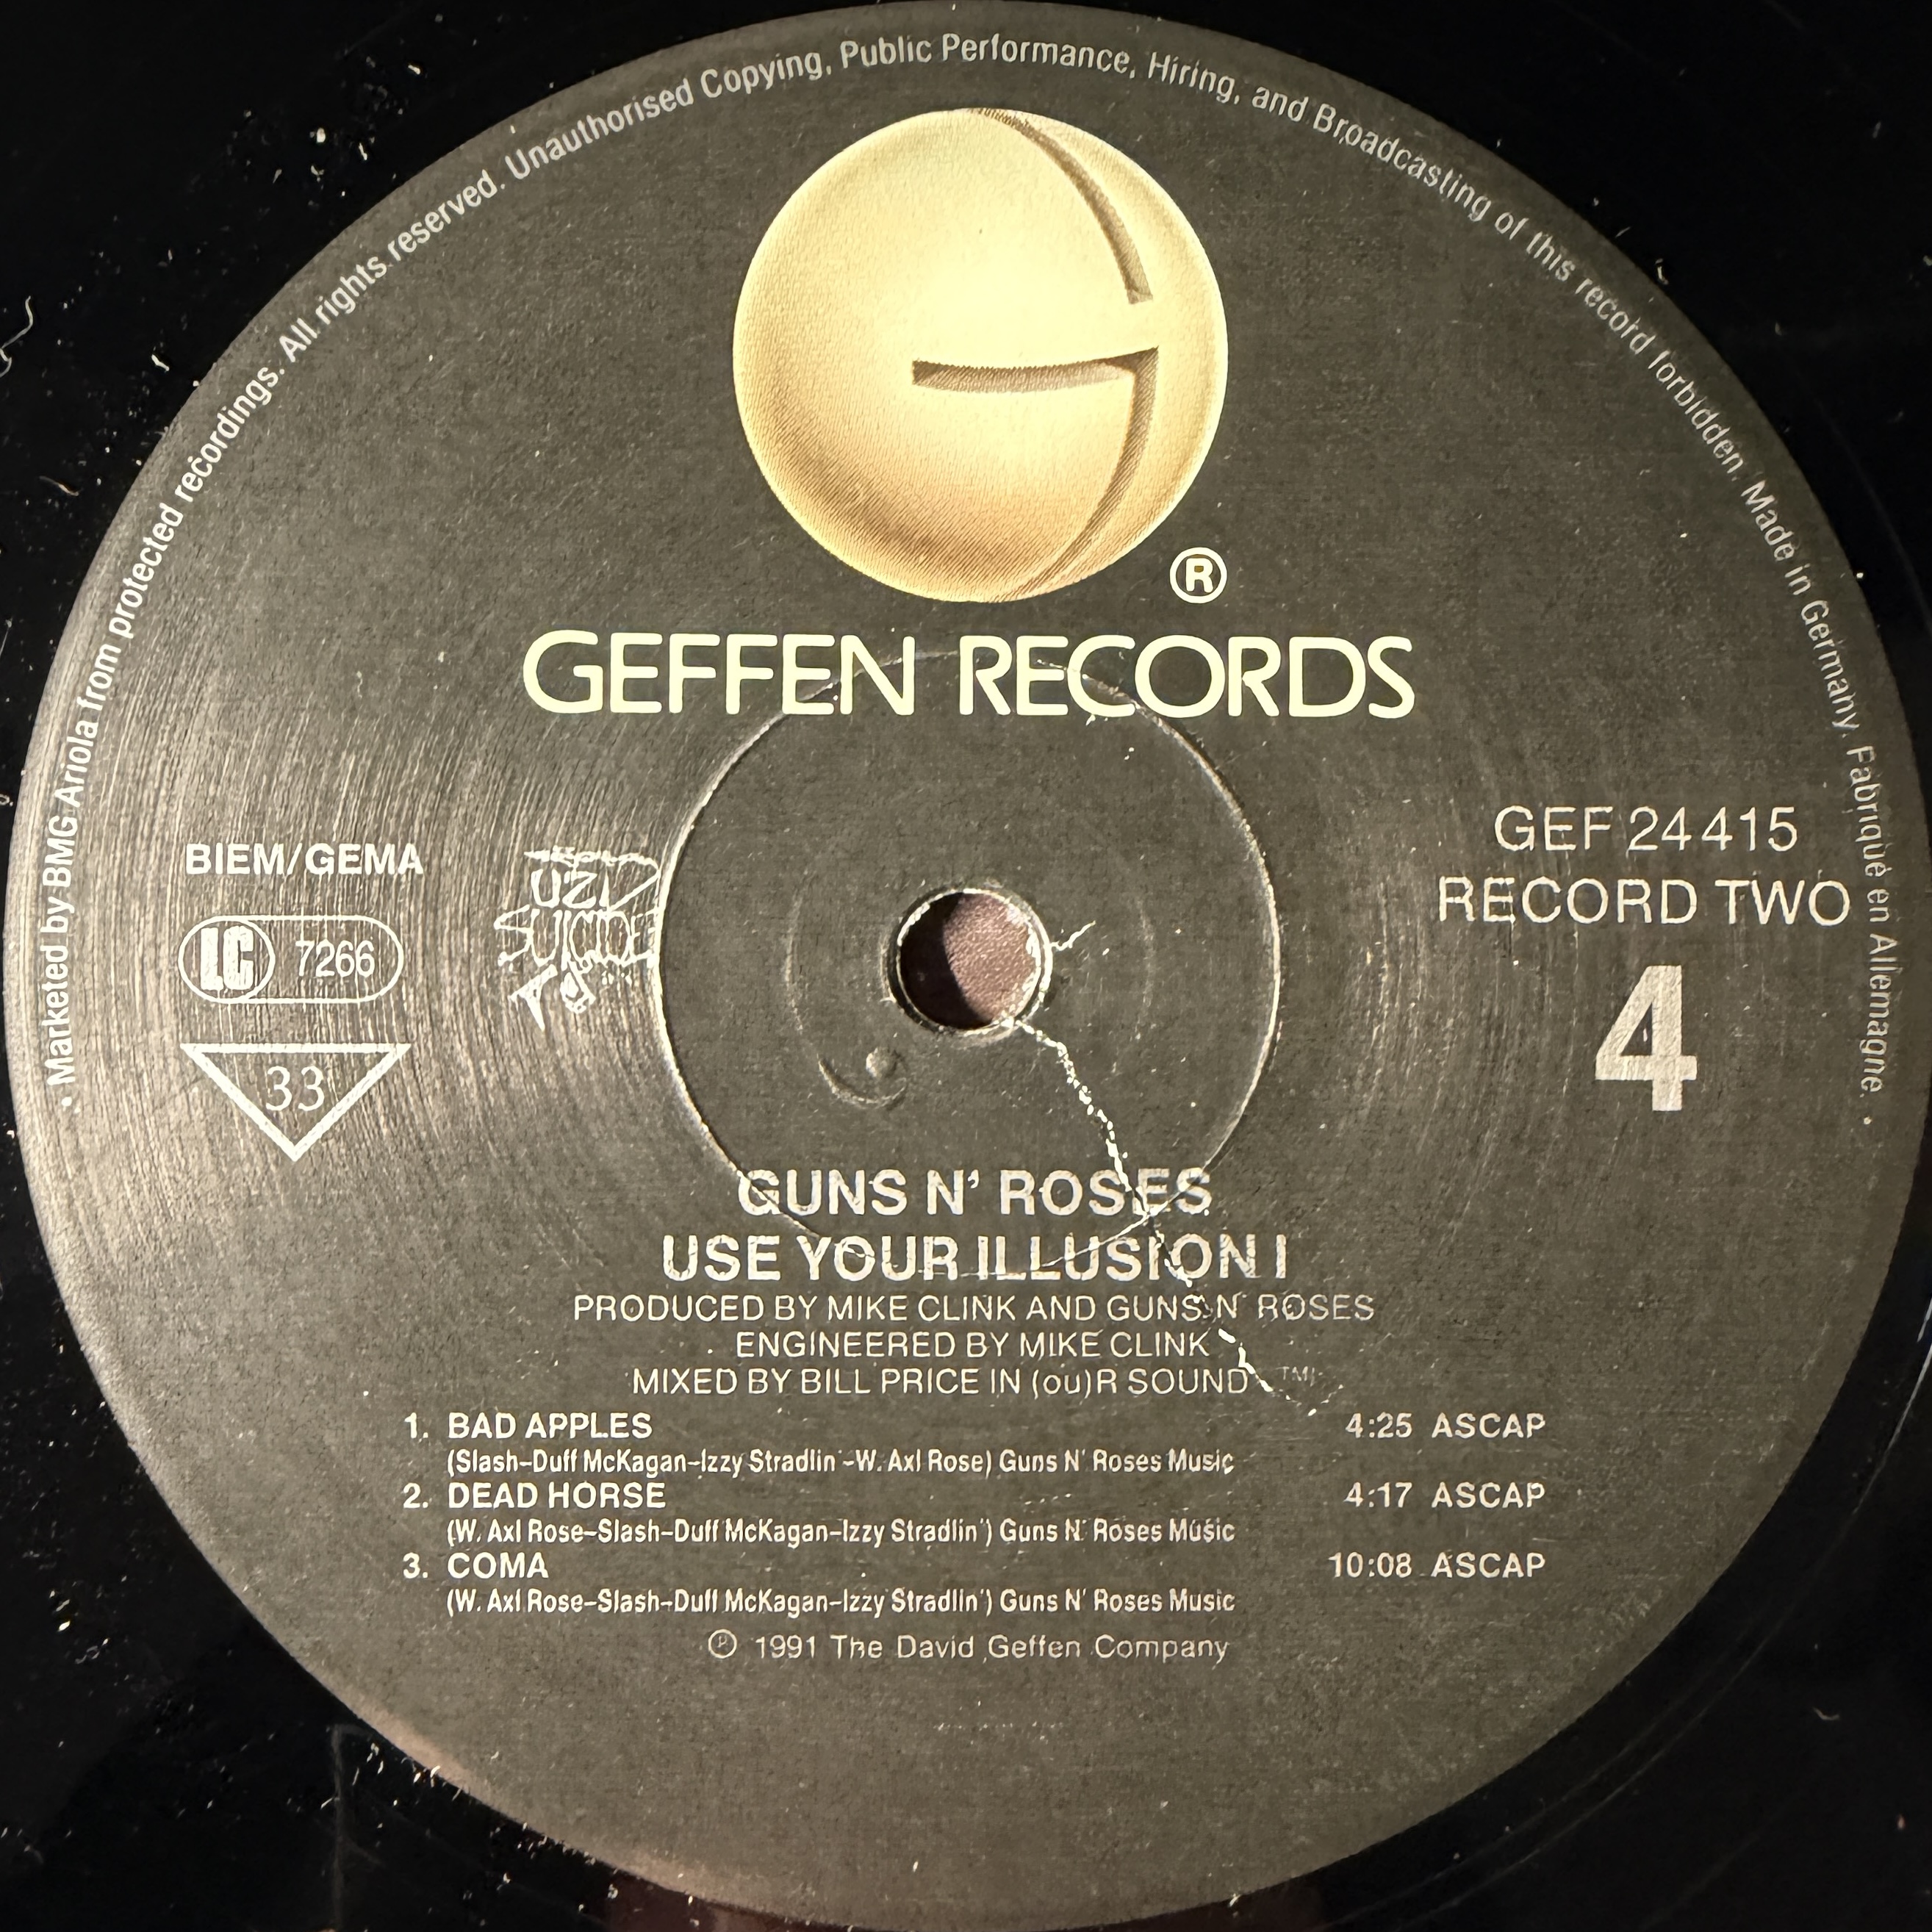 • Marketed by BMG Ariola from protected recordings. All rights reserved. Unauthorised Copying, Public Performance, Hiring, and Broadcasting of this record forbidden. Made in Germany. Fabriqué en Allemagne. •
®
GEFFEN RECORDS
BIEM/GEMA
LC 7266
33
UZI
GEF 24415
RECORD TWO
4
GUNS N' ROSES
USE YOUR ILLUSION I
PRODUCED BY MIKE CLINK AND GUNS N' ROSES
ENGINEERED BY MIKE CLINK
MIXED BY BILL PRICE IN (ou)R SOUND ™
1. BAD APPLES 4:25 ASCAP
(Slash–Duff McKagan–Izzy Stradlin'–W. Axl Rose) Guns N' Roses Music
2. DEAD HORSE 4:17 ASCAP
(W. Axl Rose–Slash–Duff McKagan–Izzy Stradlin') Guns N' Roses Music
3. COMA 10:08 ASCAP
(W. Axl Rose–Slash–Duff McKagan–Izzy Stradlin') Guns N' Roses Music
℗ 1991 The David Geffen Company